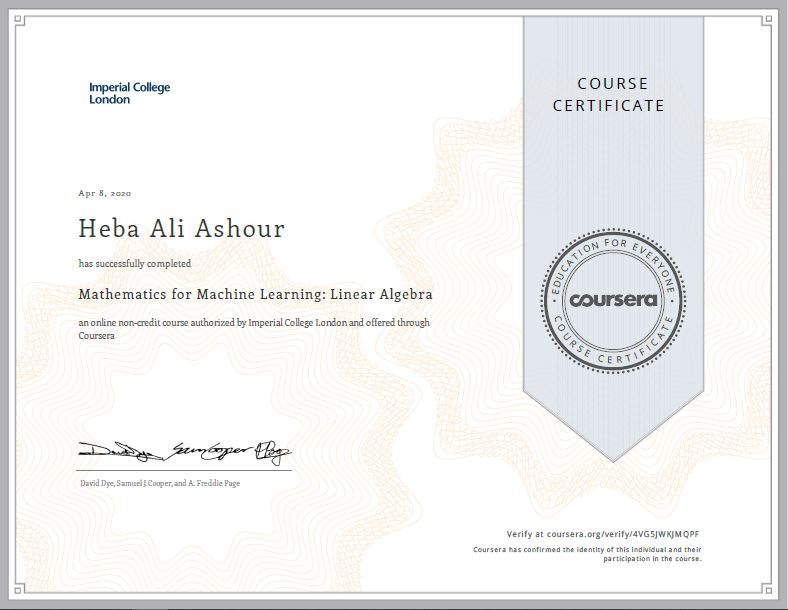 Imperial College
London
COURSE
CERTIFICATE
Apr 8, 2020
Heba Ali Ashour
has successfully completed
Mathematics for Machine Learning: Linear Algebra
an online non-credit course authorized by Imperial College London and offered through
Coursera
EDUCATION FOR EVERYONE
coursera
COURSE CERTIFICATE
David Dye, Samuel J.Cooper, and A. Freddie Page
Verify at coursera.org/verify/4VG5JWKJMQPF
Coursera has confirmed the identity of this individual and their
participation in the course.